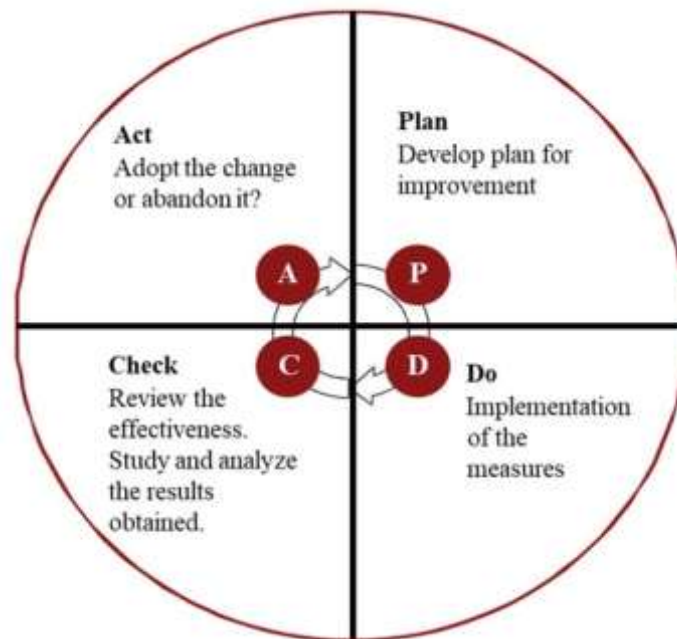 Act
Adopt the change
or abandon it?
Plan
Develop plan for
improvement
A
P
C
D
Check
Review the
effectiveness.
Study and analyze
the results
obtained.
Do
Implementation
of the
measures